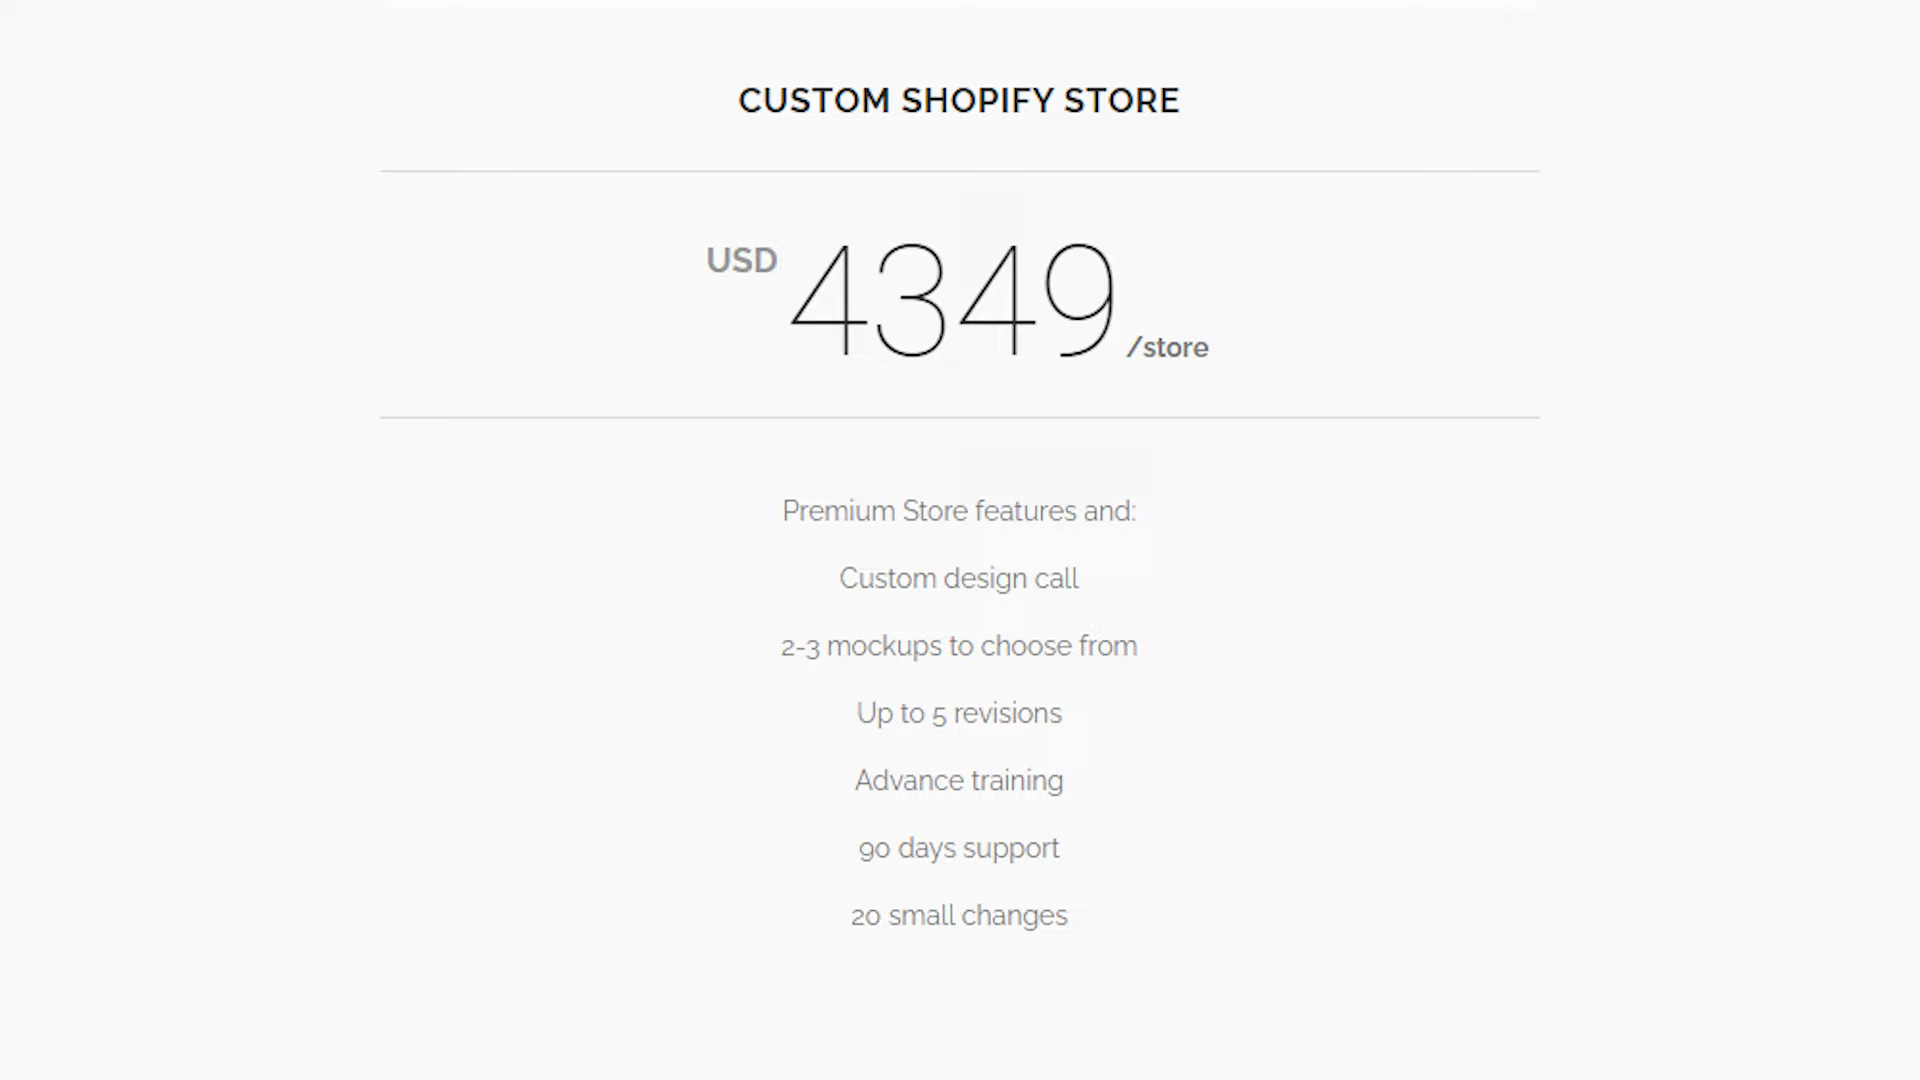 CUSTOM SHOPIFY STORE
USD 4349 /store
Premium Store features and:
Custom design call
2-3 mockups to choose from
Up to 5 revisions
Advance training
90 days support
20 small changes